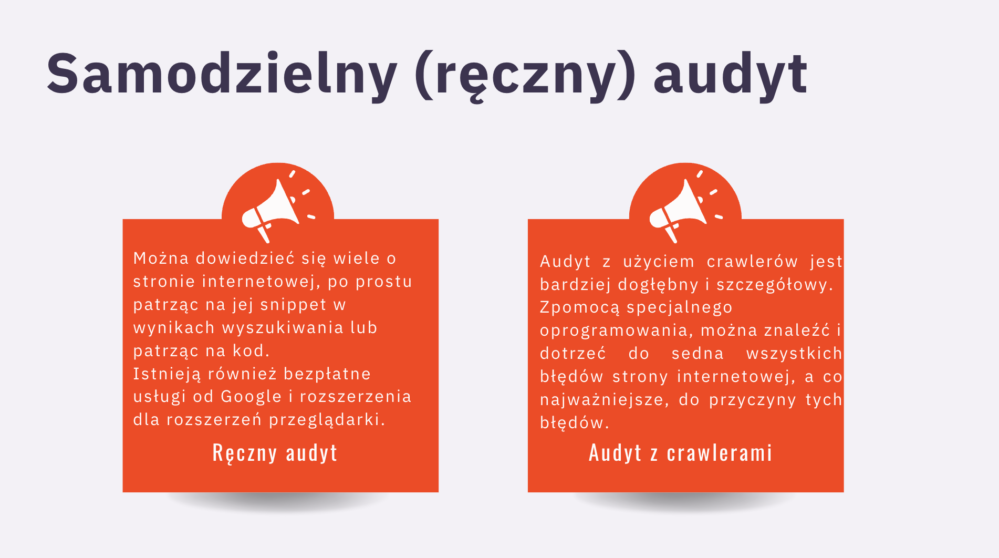 Samodzielny (ręczny) audyt
Można dowiedzieć się wiele o
stronie internetowej, po prostu
patrząc na jej snippet w
wynikach wyszukiwania lub
patrząc na kod.
Istnieją również bezpłatne
usługi od Google i rozszerzenia
dla rozszerzeń przeglądarki.
Ręczny audyt
Audyt z użyciem crawlerów jest
bardziej dogłębny i szczegółowy.
Zpomocą specjalnego
oprogramowania, można znaleźć i
dotrzeć do sedna wszystkich
błędów strony internetowej, a co
najważniejsze, do przyczyny tych
błędów.
Audyt z crawlerami